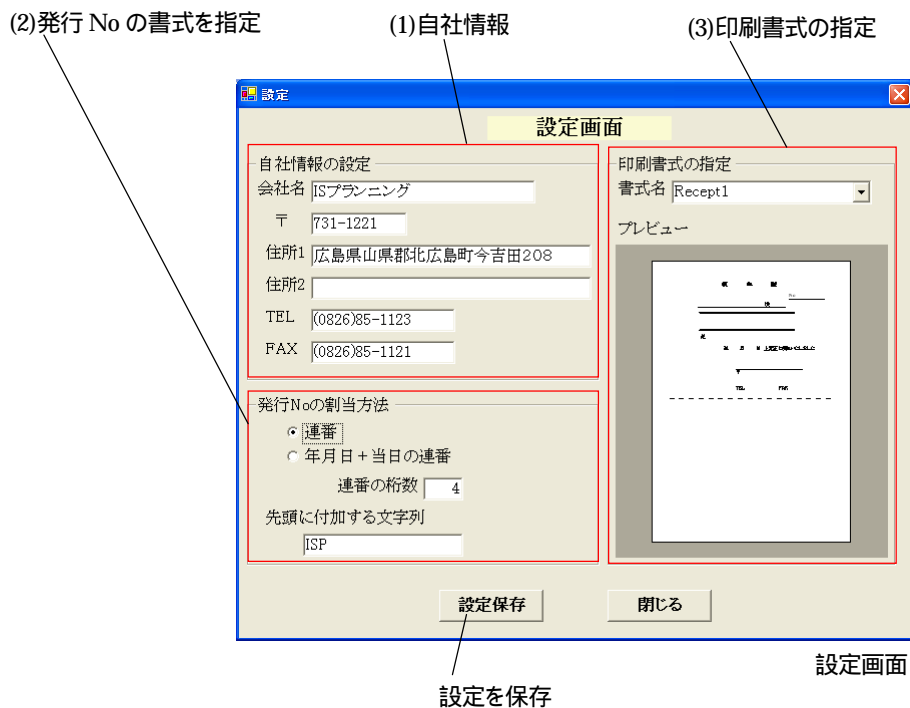 (2)発行 No の書式を指定
(1)自社情報
(3)印刷書式の指定
設定
設定画面
自社情報の設定
会社名 ISプランニング
〒 731-1221
住所1 広島県山県郡北広島町今吉田208
住所2
TEL (0826)85-1123
FAX (0826)85-1121
発行Noの割当方法
連番
年月日+当日の連番
連番の桁数 4
先頭に付加する文字列
ISP
印刷書式の指定
書式名 Recept1
プレビュー
No
TEL FAX
設定保存
閉じる
設定画面
設定を保存